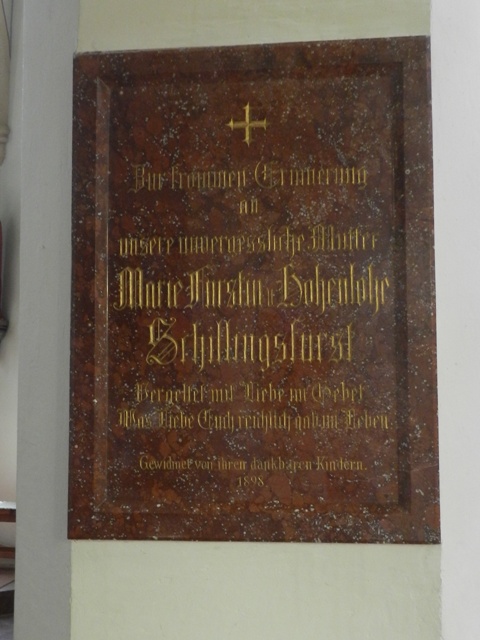 Zur frommen Erinnerung
an
unsere unvergessliche Mutter
Marie Fürstin z. Hohenlohe
Schillingsfürst
Vergeltet mit Liebe im Gebet
Was Liebe Euch reichlich gab im Leben.
Gewidmet von ihren dankbaren Kindern.
1898